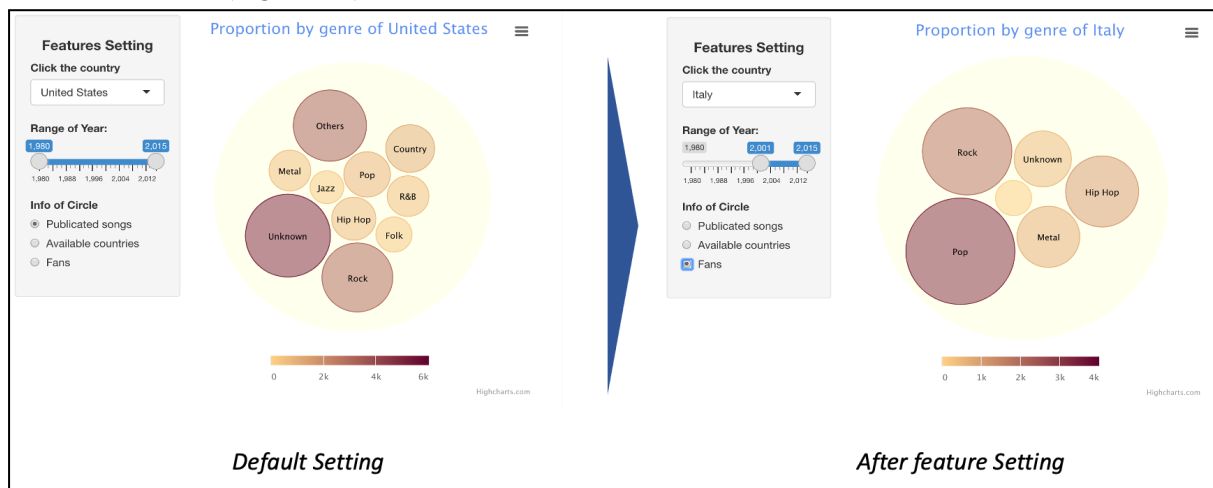 Features Setting
Click the country
United States
Range of Year:
1,980 2,015
1,980 1,988 1,996 2,004 2,012
Info of Circle
Publicated songs
Available countries
Fans
Proportion by genre of United States
Others
Country
Metal
Pop
Jazz
R&B
Hip Hop
Unknown
Folk
Rock
0 2k 4k 6k
Highcharts.com
Default Setting
Features Setting
Click the country
Italy
Range of Year:
1,980 2,001 2,015
1,980 1,988 1,996 2,004 2,012
Info of Circle
Publicated songs
Available countries
Fans
Proportion by genre of Italy
Rock
Unknown
Hip Hop
Metal
Pop
0 1k 2k 3k 4k
Highcharts.com
After feature Setting